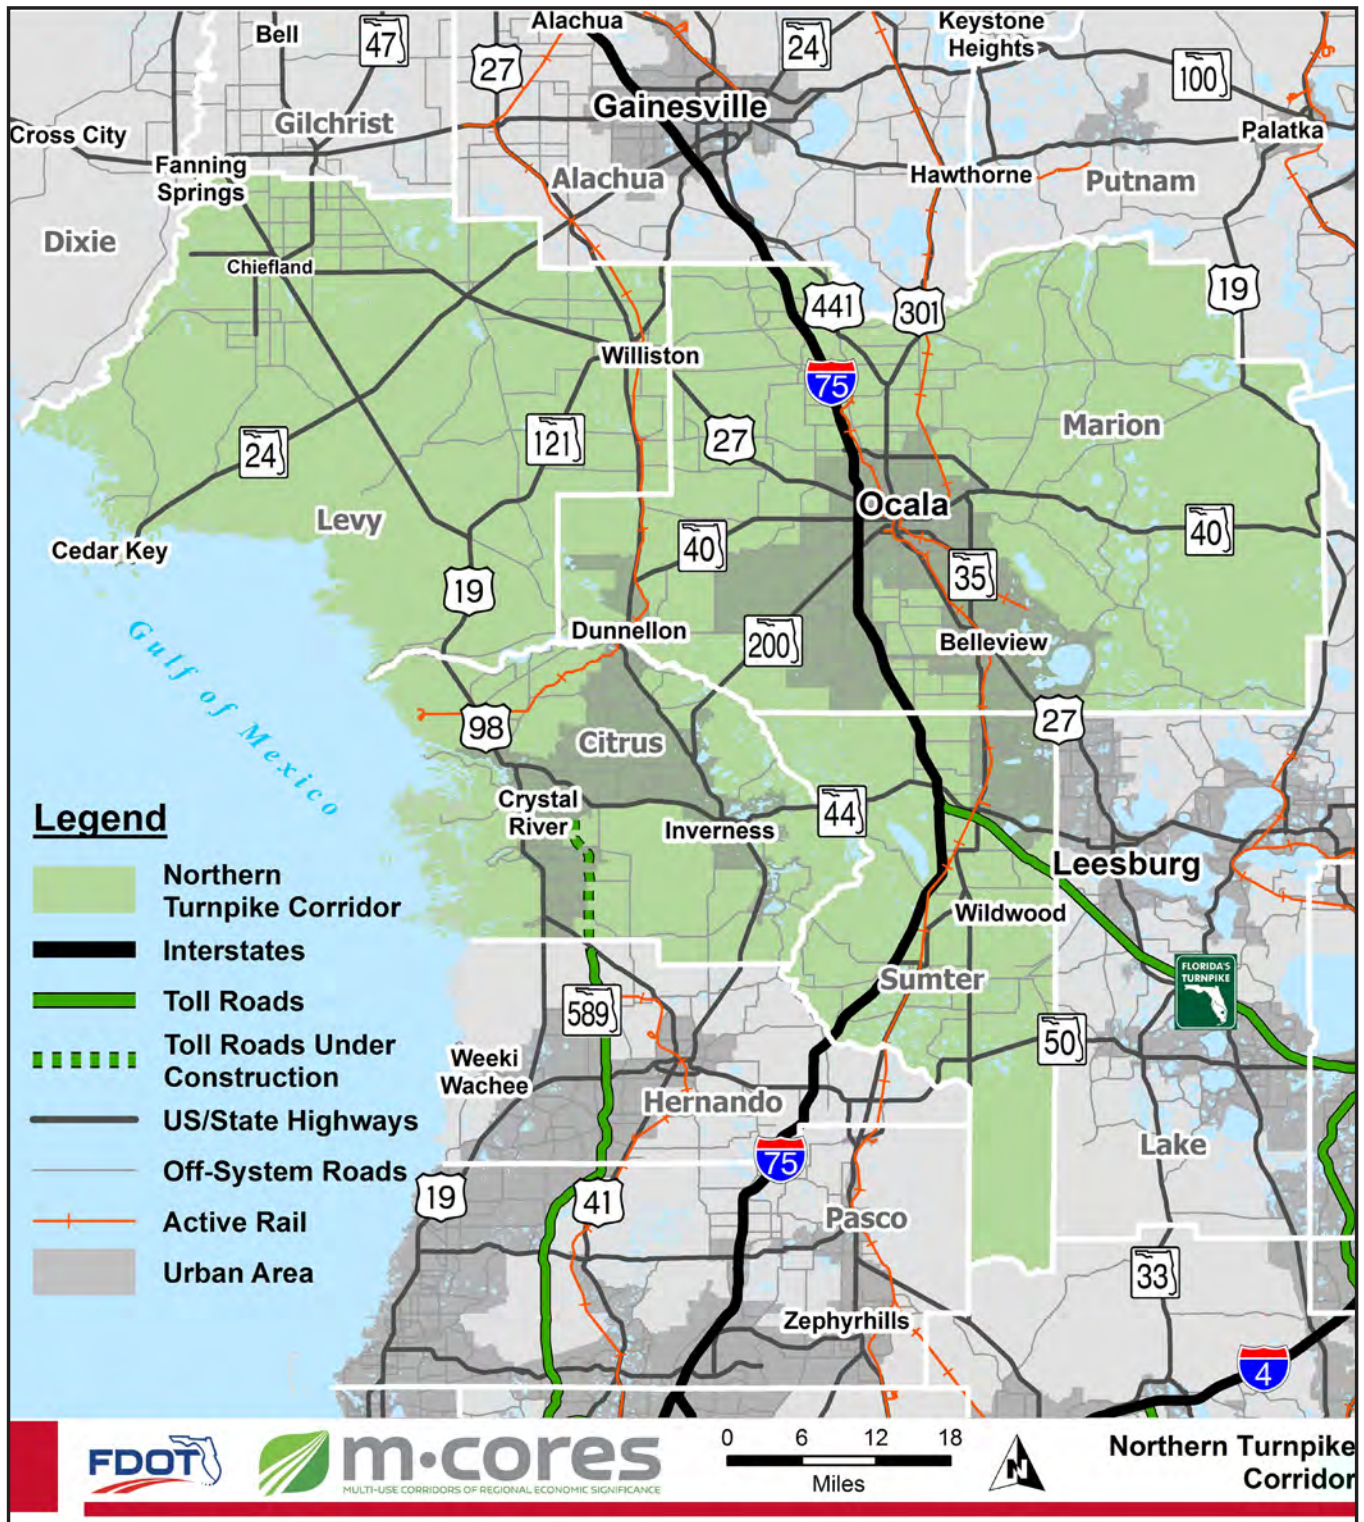 Bell
47
Alachua
27
24
Keystone
Heights
100
Gainesville
Gilchrist
Cross City
Palatka
Fanning
Springs
Alachua
Hawthorne
Putnam
Dixie
Chiefland
441
301
19
Williston
75
Marion
24
121
27
Ocala
Levy
40
40
Cedar Key
35
19
Dunnellon
200
Belleview
Gulf of Mexico
98
27
Citrus
Crystal
River
Inverness
44
Leesburg
Wildwood
Sumter
FLORIDA'S
TURNPIKE
589
50
Weeki
Wachee
Hernando
Lake
75
19
41
Pasco
33
Zephyrhills
4
Legend
Northern
Turnpike Corridor
Interstates
Toll Roads
Toll Roads Under
Construction
US/State Highways
Off-System Roads
Active Rail
Urban Area
FDOT
m·cores
MULTI-USE CORRIDORS OF REGIONAL ECONOMIC SIGNIFICANCE
0 6 12 18
Miles
N
Northern Turnpike
Corridor